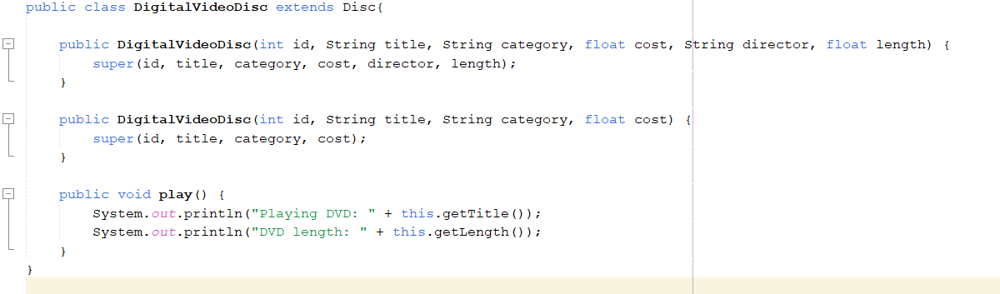 public class DigitalVideoDisc extends Disc{
public DigitalVideoDisc(int id, String title, String category, float cost, String director, float length) {
super(id, title, category, cost, director, length);
}
public DigitalVideoDisc(int id, String title, String category, float cost) {
super(id, title, category, cost);
}
public void play() {
System.out.println("Playing DVD: " + this.getTitle());
System.out.println("DVD length: " + this.getLength());
}
}